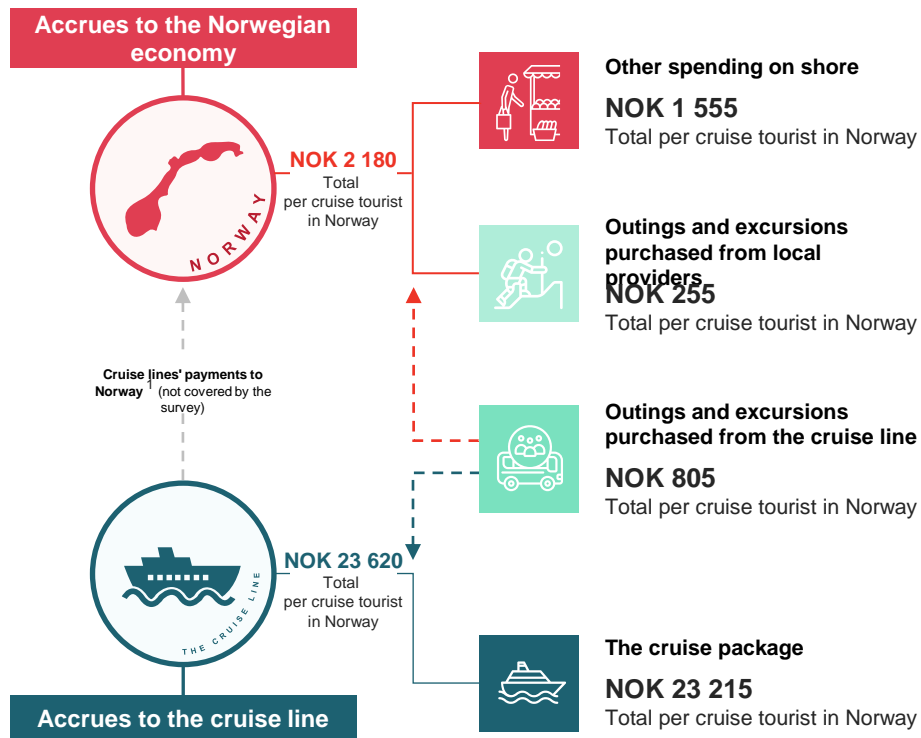 Accrues to the Norwegian
economy
NORWAY
NOK 2 180
Total
per cruise tourist
in Norway
Other spending on shore
NOK 1 555
Total per cruise tourist in Norway
Outings and excursions
purchased from local
providers
NOK 255
Total per cruise tourist in Norway
Cruise lines' payments to
Norway 1 (not covered by the
survey)
Outings and excursions
purchased from the cruise line
NOK 805
Total per cruise tourist in Norway
THE CRUISE LINE
NOK 23 620
Total
per cruise tourist
in Norway
The cruise package
NOK 23 215
Total per cruise tourist in Norway
Accrues to the cruise line